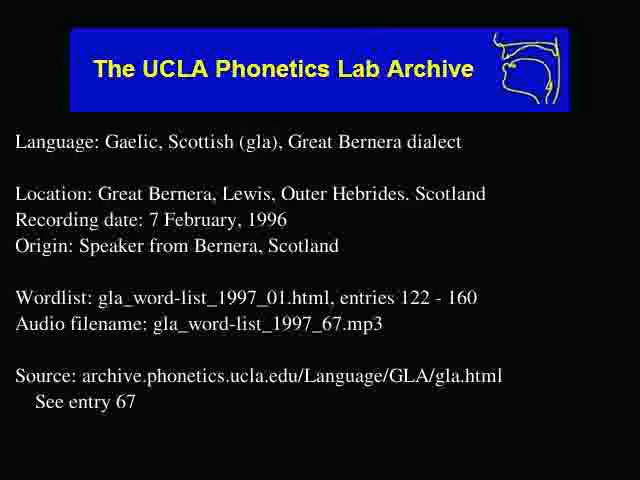 The UCLA Phonetics Lab Archive
Language: Gaelic, Scottish (gla), Great Bernera dialect
Location: Great Bernera, Lewis, Outer Hebrides. Scotland
Recording date: 7 February, 1996
Origin: Speaker from Bernera, Scotland
Wordlist: gla_word-list_1997_01.html, entries 122 - 160
Audio filename: gla_word-list_1997_67.mp3
Source: archive.phonetics.ucla.edu/Language/GLA/gla.html
See entry 67